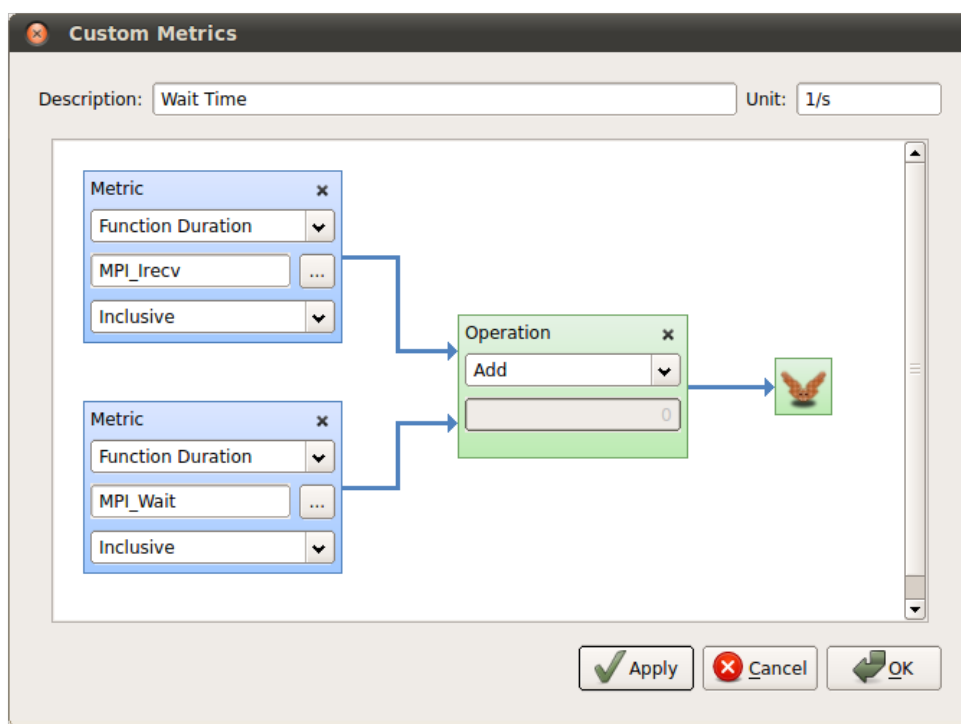 Custom Metrics
Description: Wait Time Unit: 1/s
Metric
Function Duration
MPI_Irecv ...
Inclusive
Operation
Add
0
Metric
Function Duration
MPI_Wait ...
Inclusive
Apply Cancel OK